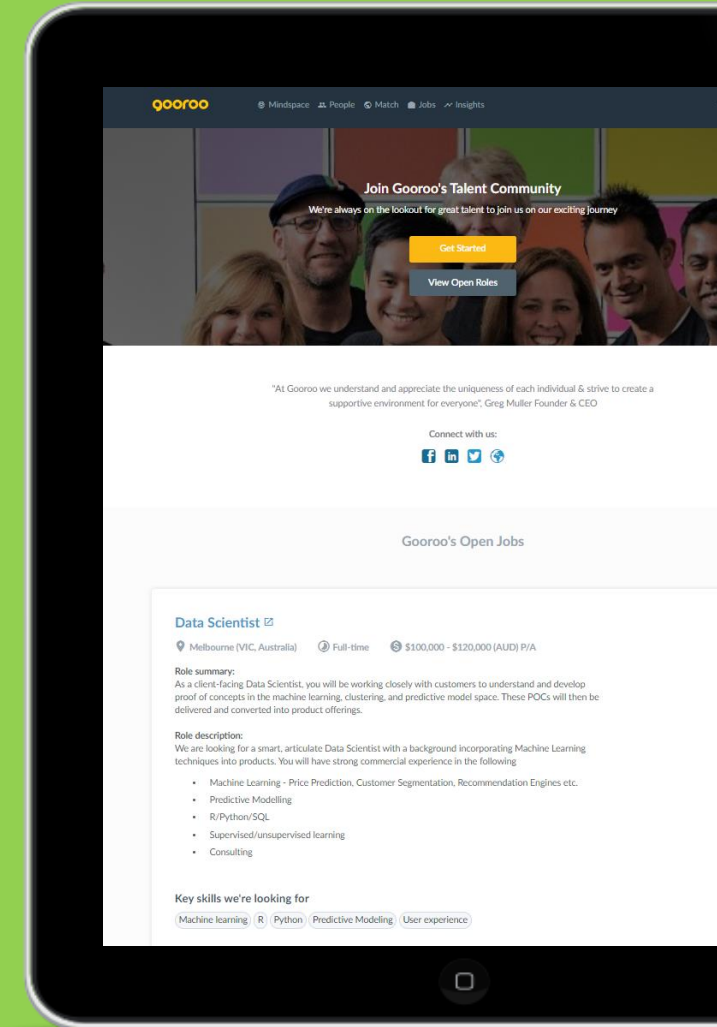 gooroo
Mindspace People Match Jobs Insights
Join Gooroo's Talent Community
We're always on the lookout for great talent to join us on our exciting journey
Get Started
View Open Roles
"At Gooroo we understand and appreciate the uniqueness of each individual & strive to create a
supportive environment for everyone", Greg Muller Founder & CEO
Connect with us:
Gooroo's Open Jobs
Data Scientist
Melbourne (VIC, Australia) Full-time $100,000 - $120,000 (AUD) P/A
Role summary:
As a client-facing Data Scientist, you will be working closely with customers to understand and develop
proof of concepts in the machine learning, clustering, and predictive model space. These POCs will then be
delivered and converted into product offerings.
Role description:
We are looking for a smart, articulate Data Scientist with a background incorporating Machine Learning
techniques into products. You will have strong commercial experience in the following
• Machine Learning - Price Prediction, Customer Segmentation, Recommendation Engines etc.
• Predictive Modelling
• R/Python/SQL
• Supervised/unsupervised learning
• Consulting
Key skills we're looking for
Machine learning R Python Predictive Modeling User experience